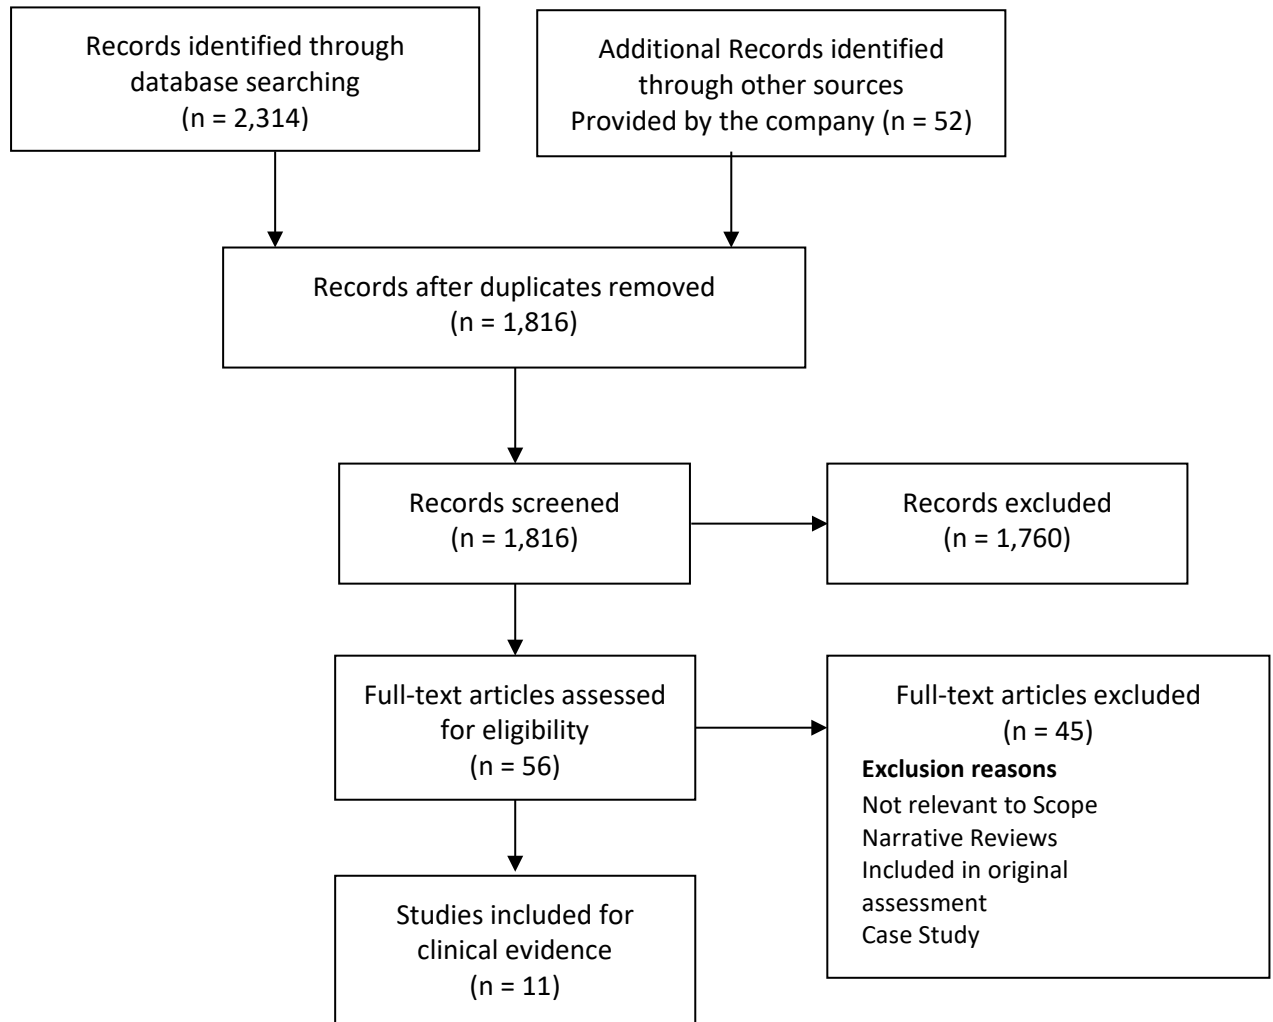 Records identified through
database searching
(n = 2,314)
Additional Records identified
through other sources
Provided by the company (n = 52)
Records after duplicates removed
(n = 1,816)
Records screened
(n = 1,816)
Records excluded
(n = 1,760)
Full-text articles assessed
for eligibility
(n = 56)
Full-text articles excluded
(n = 45)
Exclusion reasons
Not relevant to Scope
Narrative Reviews
Included in original
assessment
Case Study
Studies included for
clinical evidence
(n = 11)